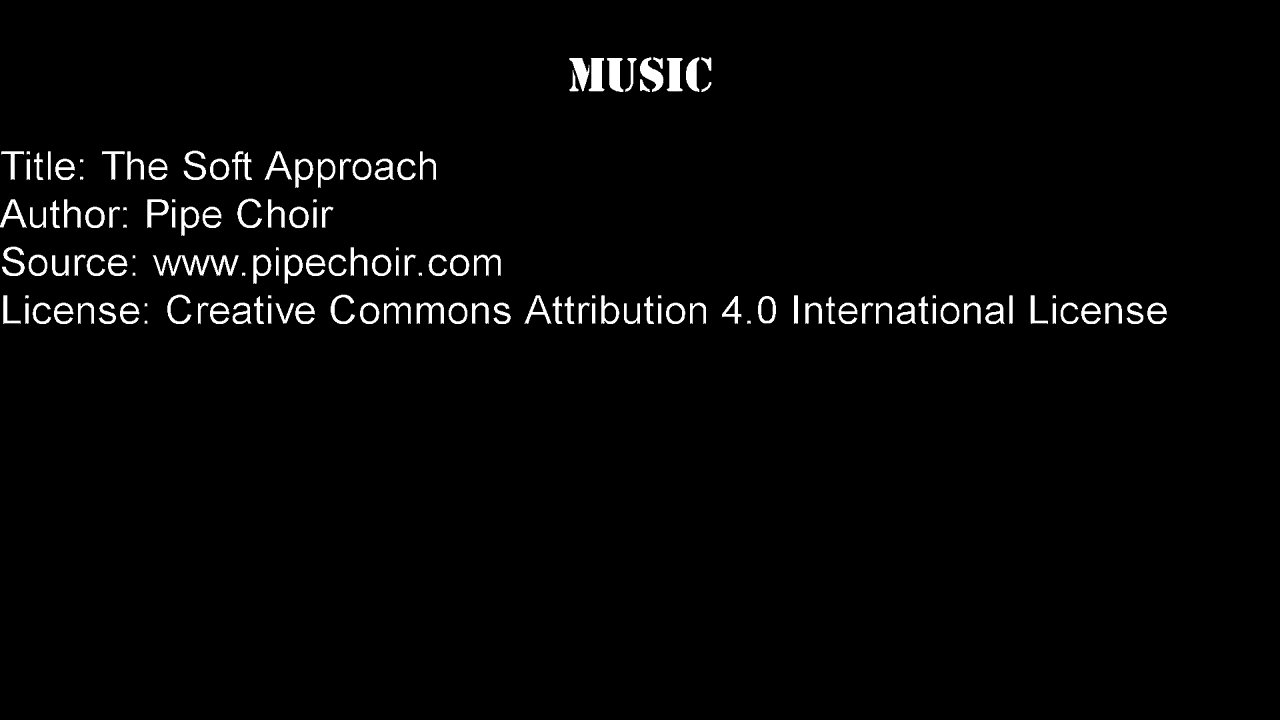 MUSIC
Title: The Soft Approach
Author: Pipe Choir
Source: www.pipechoir.com
License: Creative Commons Attribution 4.0 International License